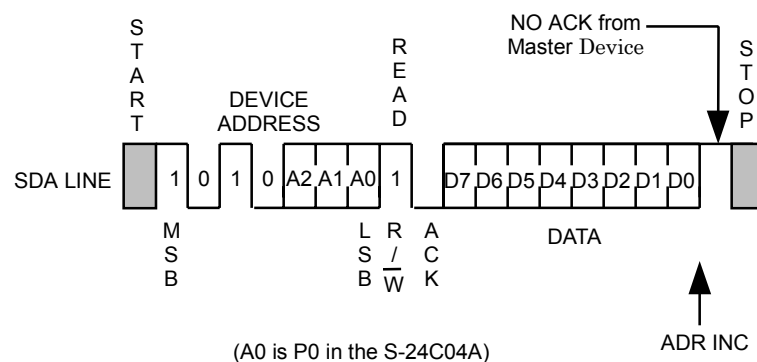 START
READ
NO ACK from
Master Device
STOP
DEVICE
ADDRESS
SDA LINE
1 0 1 0 A2 A1 A0 1 D7 D6 D5 D4 D3 D2 D1 D0
MSB
LSB
R/W
ACK
DATA
ADR INC
(A0 is P0 in the S-24C04A)